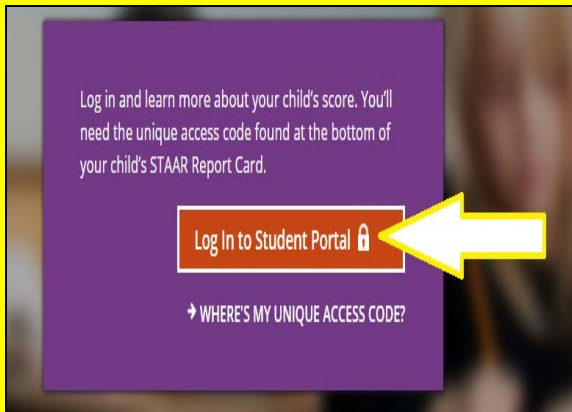 Log in and learn more about your child's score. You'll
need the unique access code found at the bottom of
your child's STAAR Report Card.
Log In to Student Portal
WHERE'S MY UNIQUE ACCESS CODE?